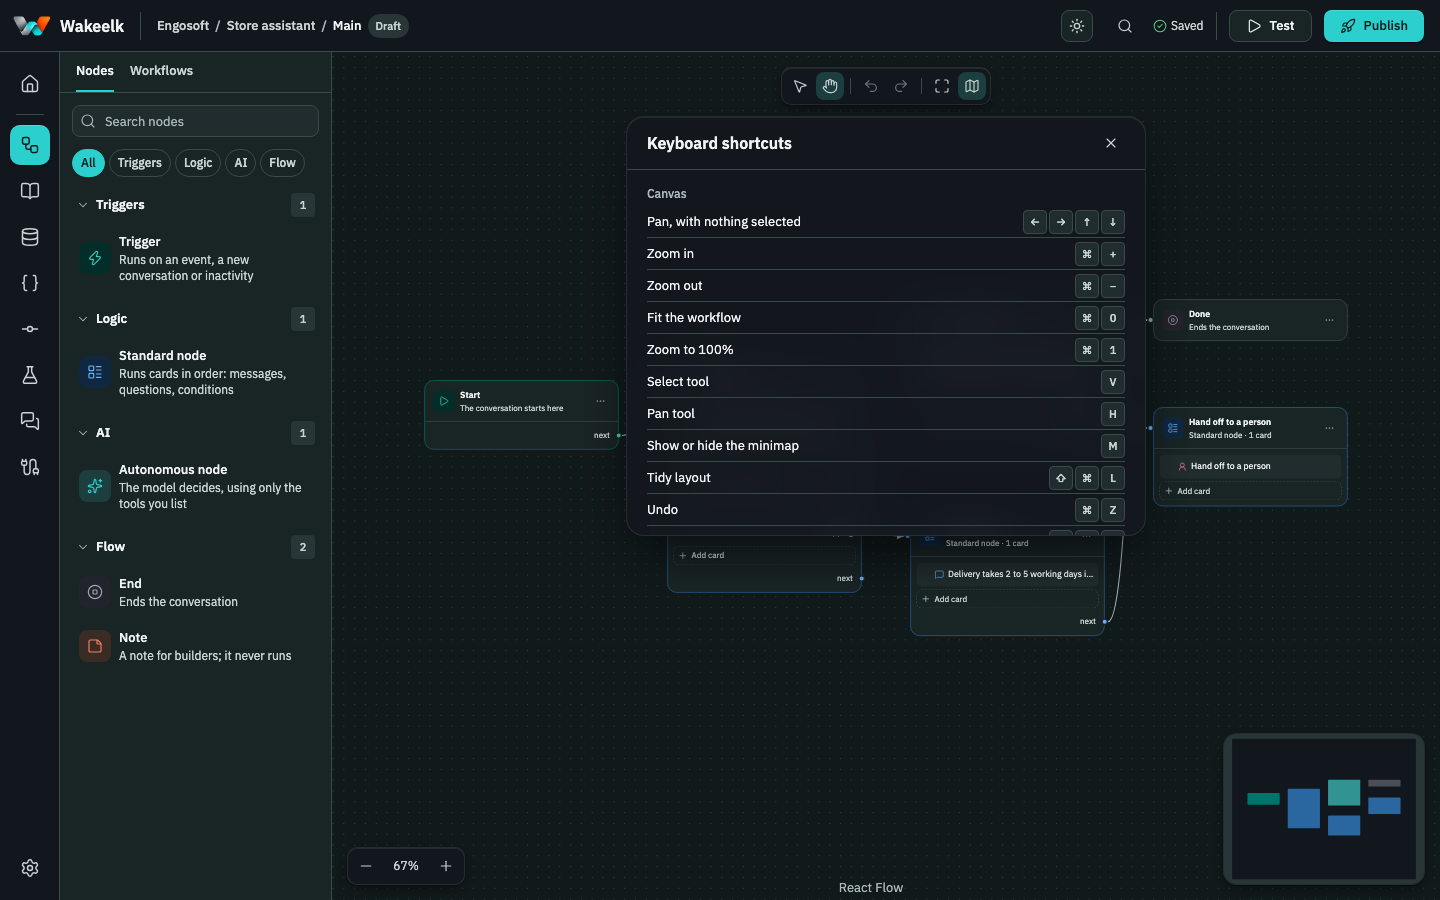 Wakeelk
Engosoft / Store assistant / Main Draft
Saved
Test
Publish
Nodes Workflows
Search nodes
All Triggers Logic AI Flow
Triggers 1
Trigger
Runs on an event, a new
conversation or inactivity
Logic 1
Standard node
Runs cards in order: messages,
questions, conditions
AI 1
Autonomous node
The model decides, using only the
tools you list
Flow 2
End
Ends the conversation
Note
A note for builders; it never runs
Keyboard shortcuts
Canvas
Pan, with nothing selected ← → ↑ ↓
Zoom in ⌘ +
Zoom out ⌘ −
Fit the workflow ⌘ 0
Zoom to 100% ⌘ 1
Select tool V
Pan tool H
Show or hide the minimap M
Tidy layout ⇧ ⌘ L
Undo ⌘ Z
Start
The conversation starts here
next
Add card
next
Standard node · 1 card
Delivery takes 2 to 5 working days i...
Add card
next
Done
Ends the conversation
Hand off to a person
Standard node · 1 card
Hand off to a person
Add card
67%
React Flow